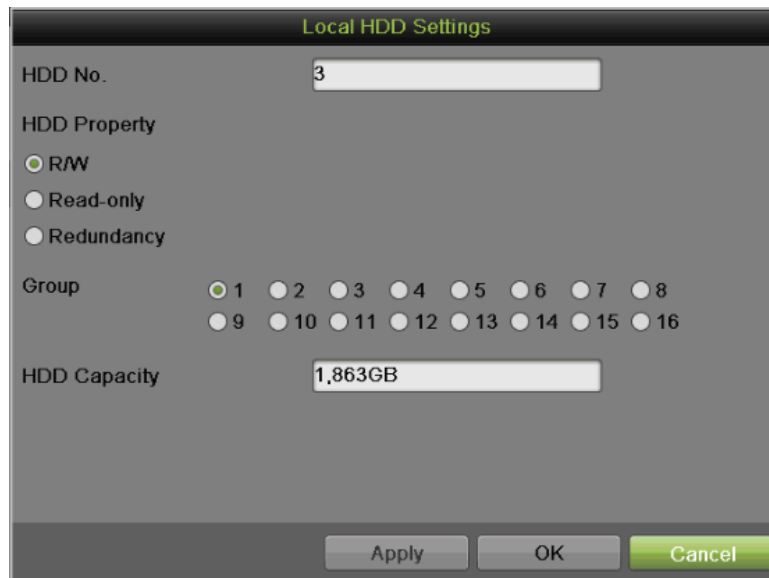 Local HDD Settings
HDD No. 3
HDD Property
R/W
Read-only
Redundancy
Group 1 2 3 4 5 6 7 8
9 10 11 12 13 14 15 16
HDD Capacity 1,863GB
Apply OK Cancel